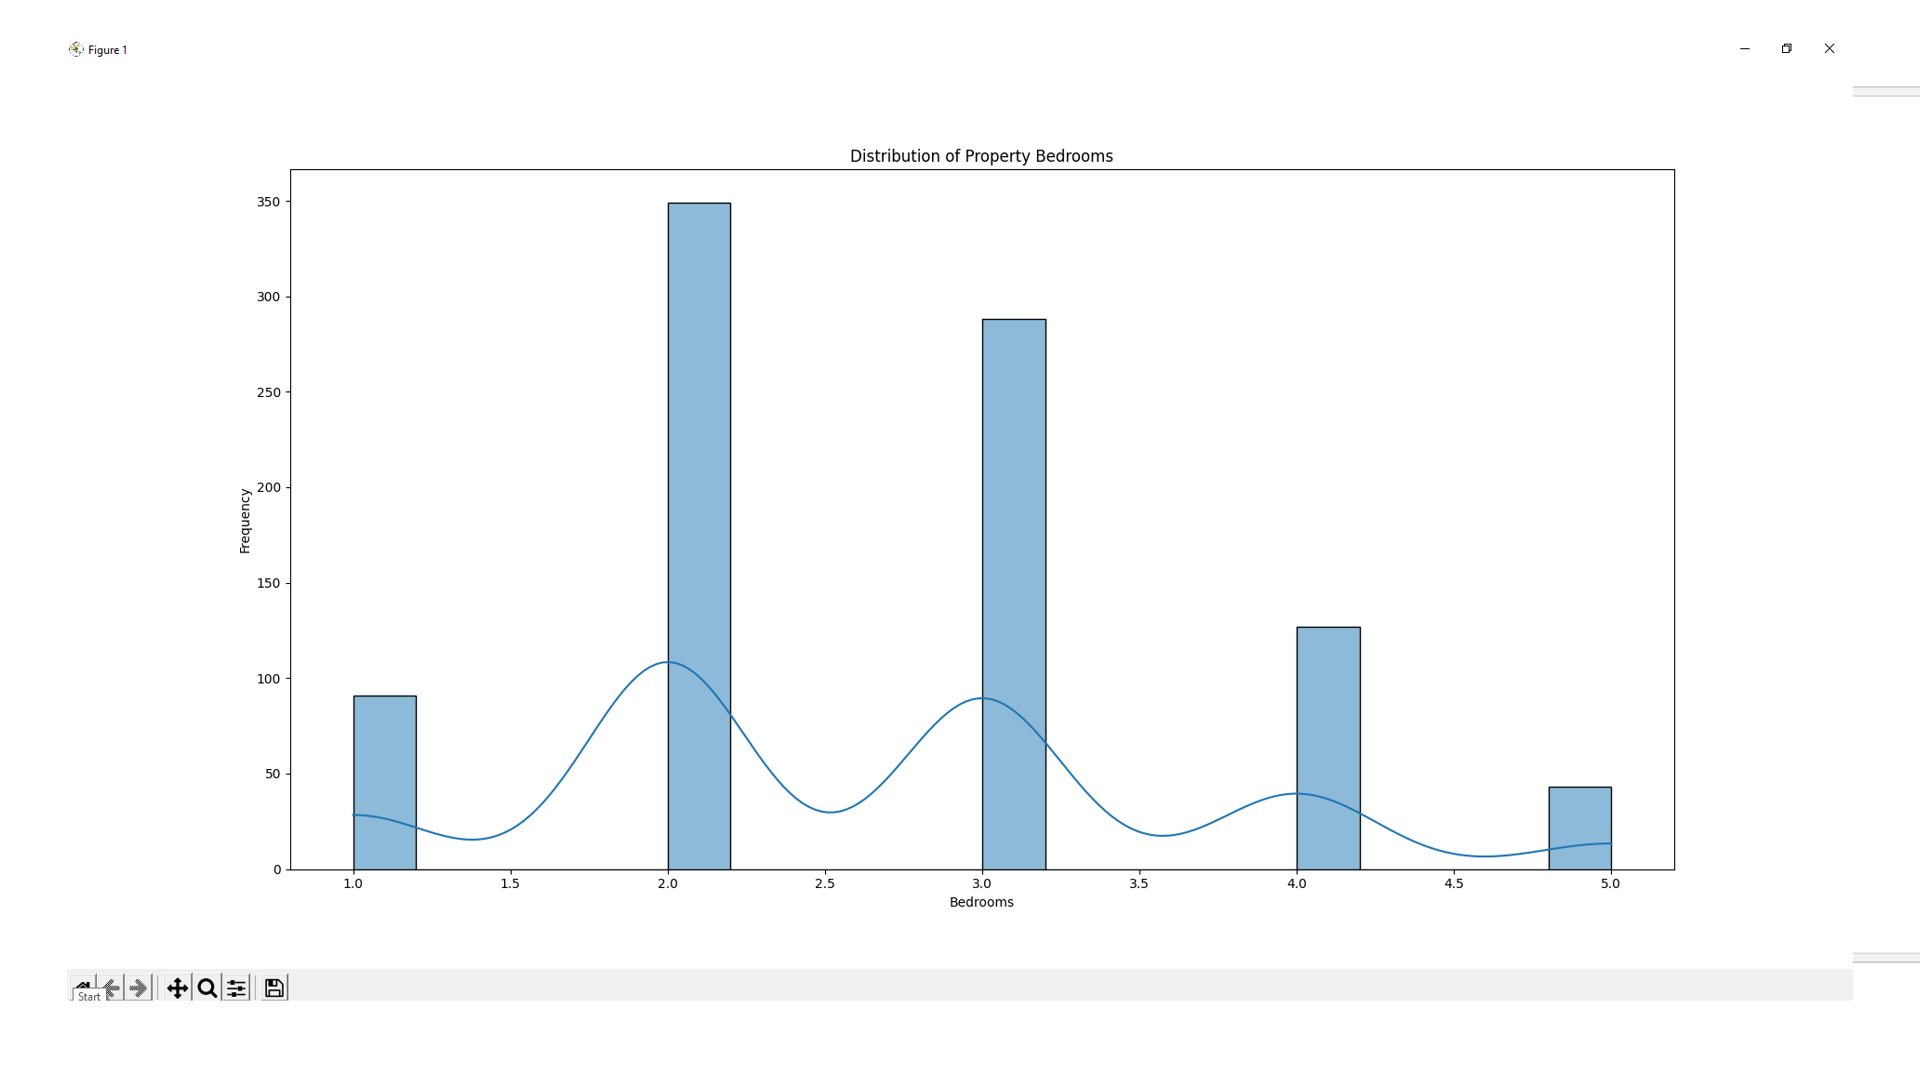 Figure 1
Distribution of Property Bedrooms
350
300
250
200
150
100
50
0
Frequency
1.0 1.5 2.0 2.5 3.0 3.5 4.0 4.5 5.0
Bedrooms
Start